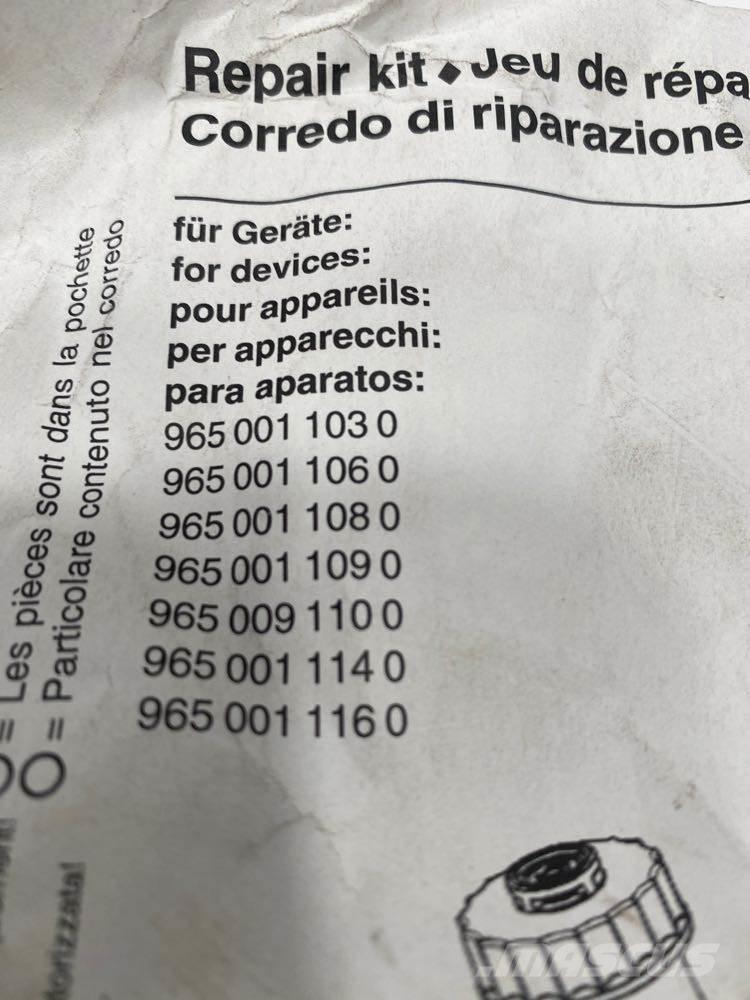 Repair kit ◆ Jeu de répa
Corredo di riparazione
für Geräte:
for devices:
pour appareils:
per apparecchi:
para aparatos:
965 001 103 0
965 001 106 0
965 001 108 0
965 001 109 0
965 009 110 0
965 001 114 0
965 001 116 0
= Les pièces sont dans la pochette
= Particolare contenuto nel corredo
torizzata!
MASCUS